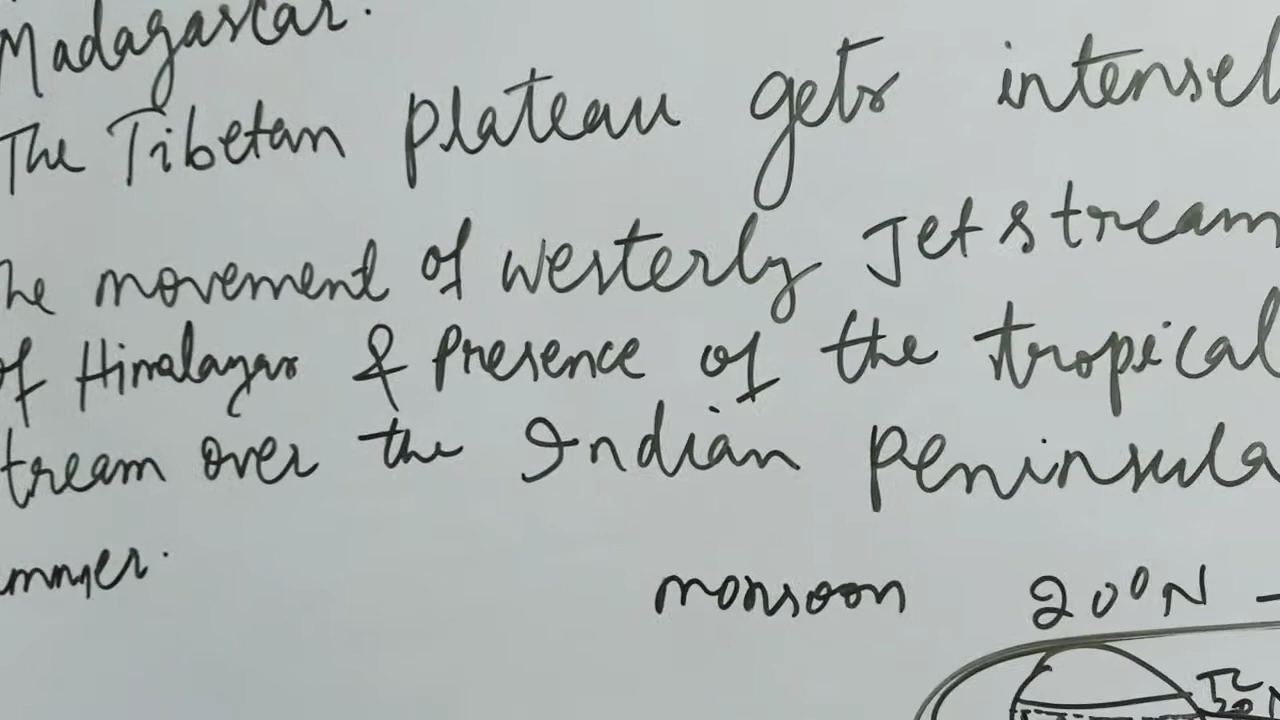 Madagascar.
The Tibetan plateau gets intensel
he movement of westerly Jet stream
of Himalayas & Presence of the tropical
tream over the Indian Peninsula
ummer.
monsoon 20°N -